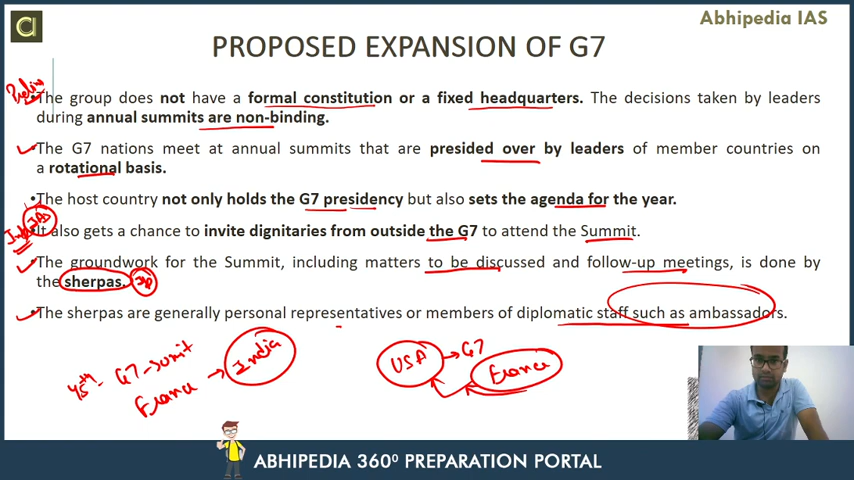 Abhipedia IAS
PROPOSED EXPANSION OF G7
Prelims
•The group does not have a formal constitution or a fixed headquarters. The decisions taken by leaders
during annual summits are non-binding.
•The G7 nations meet at annual summits that are presided over by leaders of member countries on
a rotational basis.
•The host country not only holds the G7 presidency but also sets the agenda for the year.
•It also gets a chance to invite dignitaries from outside the G7 to attend the Summit.
•The groundwork for the Summit, including matters to be discussed and follow-up meetings, is done by
the sherpas.
•The sherpas are generally personal representatives or members of diplomatic staff such as ambassadors.
45th- G7-Sumit
France → India
USA → G7
France
ABHIPEDIA 360⁰ PREPARATION PORTAL